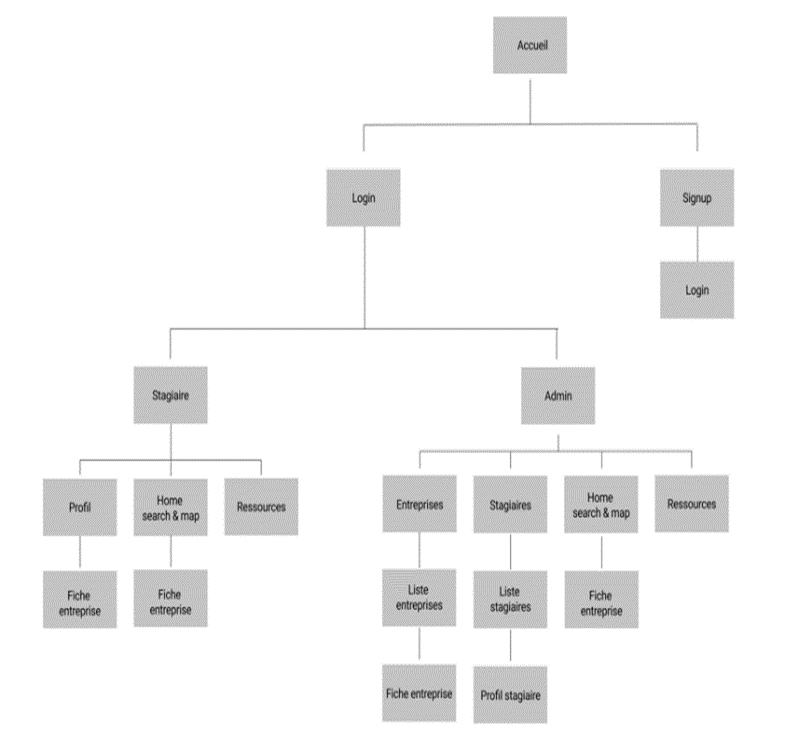 Accueil
Login
Signup
Login
Stagiaire
Admin
Profil
Home
search & map
Ressources
Entreprises
Stagiaires
Home
search & map
Ressources
Fiche
entreprise
Fiche
entreprise
Liste
entreprises
Liste
stagiaires
Fiche
entreprise
Fiche entreprise
Profil stagiaire